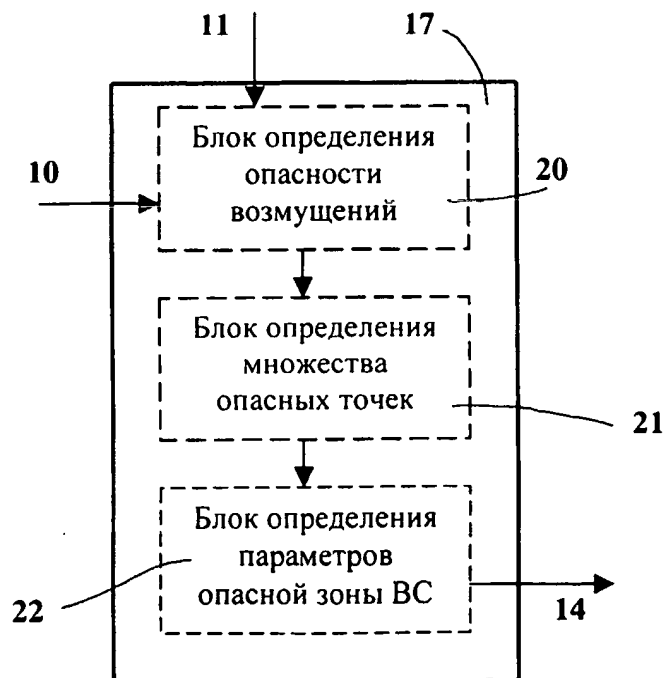 11
17
Блок определения
опасности
возмущений
10
20
Блок определения
множества
опасных точек
21
Блок определения
параметров
опасной зоны ВС
22
14